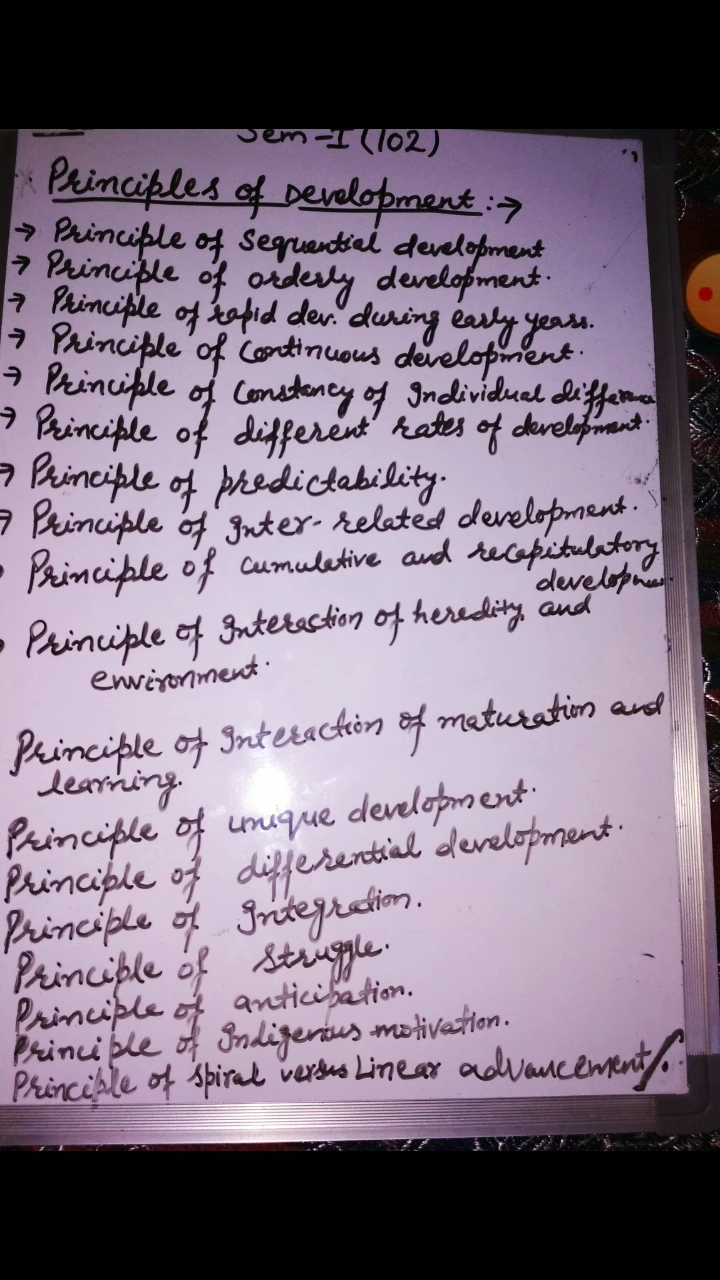 Sem-I (102)
Principles of Development :→
→ Principle of Sequential development
→ Principle of orderly development.
→ Principle of rapid dev. during early years.
→ Principle of Continuous development.
→ Principle of Constancy of Individual difference
→ Principle of different rates of development.
→ Principle of predictability.
→ Principle of Inter-related development.
Principle of cumulative and recapitulatory
development.
Principle of Interaction of heredity and
environment.
Principle of Interaction of maturation and
learning.
Principle of unique development.
Principle of differential development.
Principle of Integration.
Principle of struggle.
Principle of anticipation.
Principle of Indigenous motivation.
Principle of spiral versus Linear advancement/.